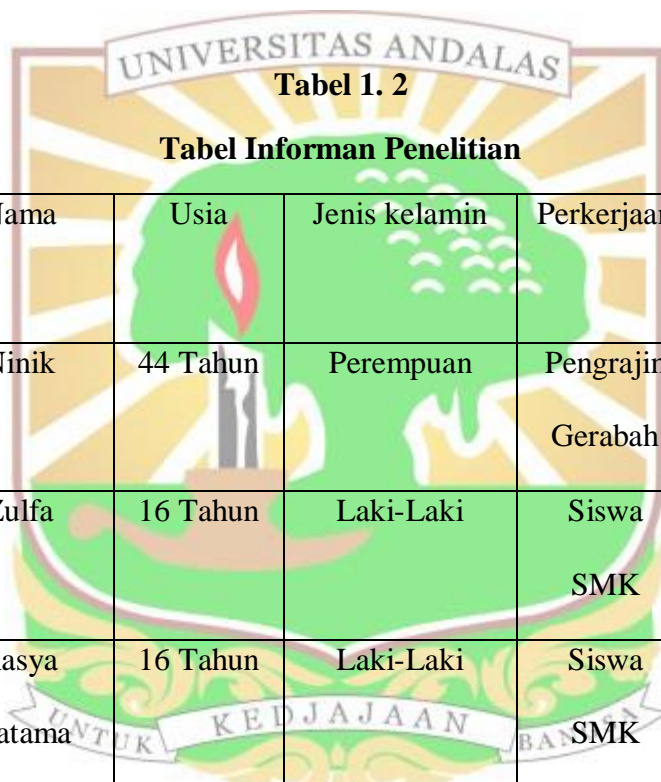 UNIVERSITAS ANDALAS
Tabel 1. 2
Tabel Informan Penelitian
Usia Jenis kelamin
44 Tahun Perempuan
Gerabah
16 Tahun Laki-Laki Siswa
SMK
16 Tahun Laki-Laki Siswa
SMK
UNTUK KEDJAJAAN